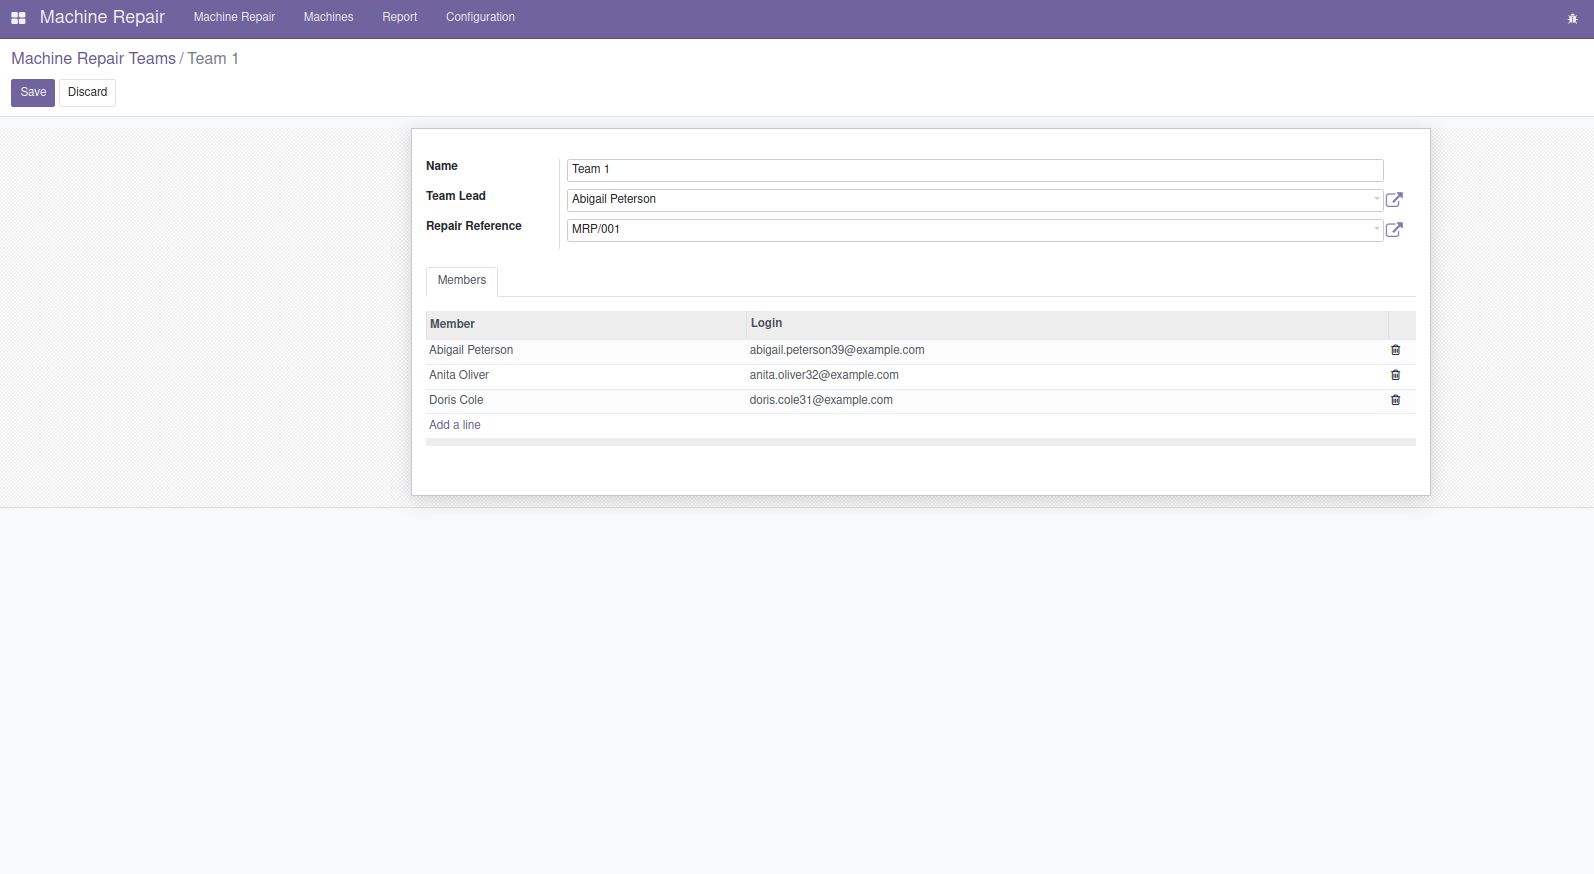 Machine Repair Machine Repair Machines Report Configuration
Machine Repair Teams / Team 1
Save Discard
Name Team 1
Team Lead Abigail Peterson
Repair Reference MRP/001
Members
Member Login
Abigail Peterson abigail.peterson39@example.com
Anita Oliver anita.oliver32@example.com
Doris Cole doris.cole31@example.com
Add a line